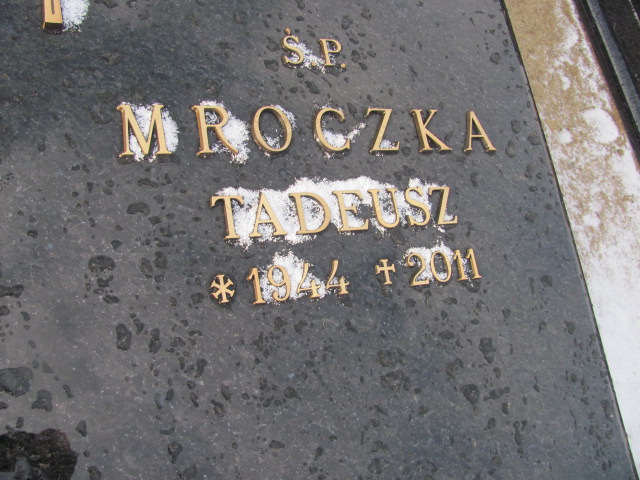 Ś. P.
MROCZKA
TADEUSZ
* 1944 ✝ 2011